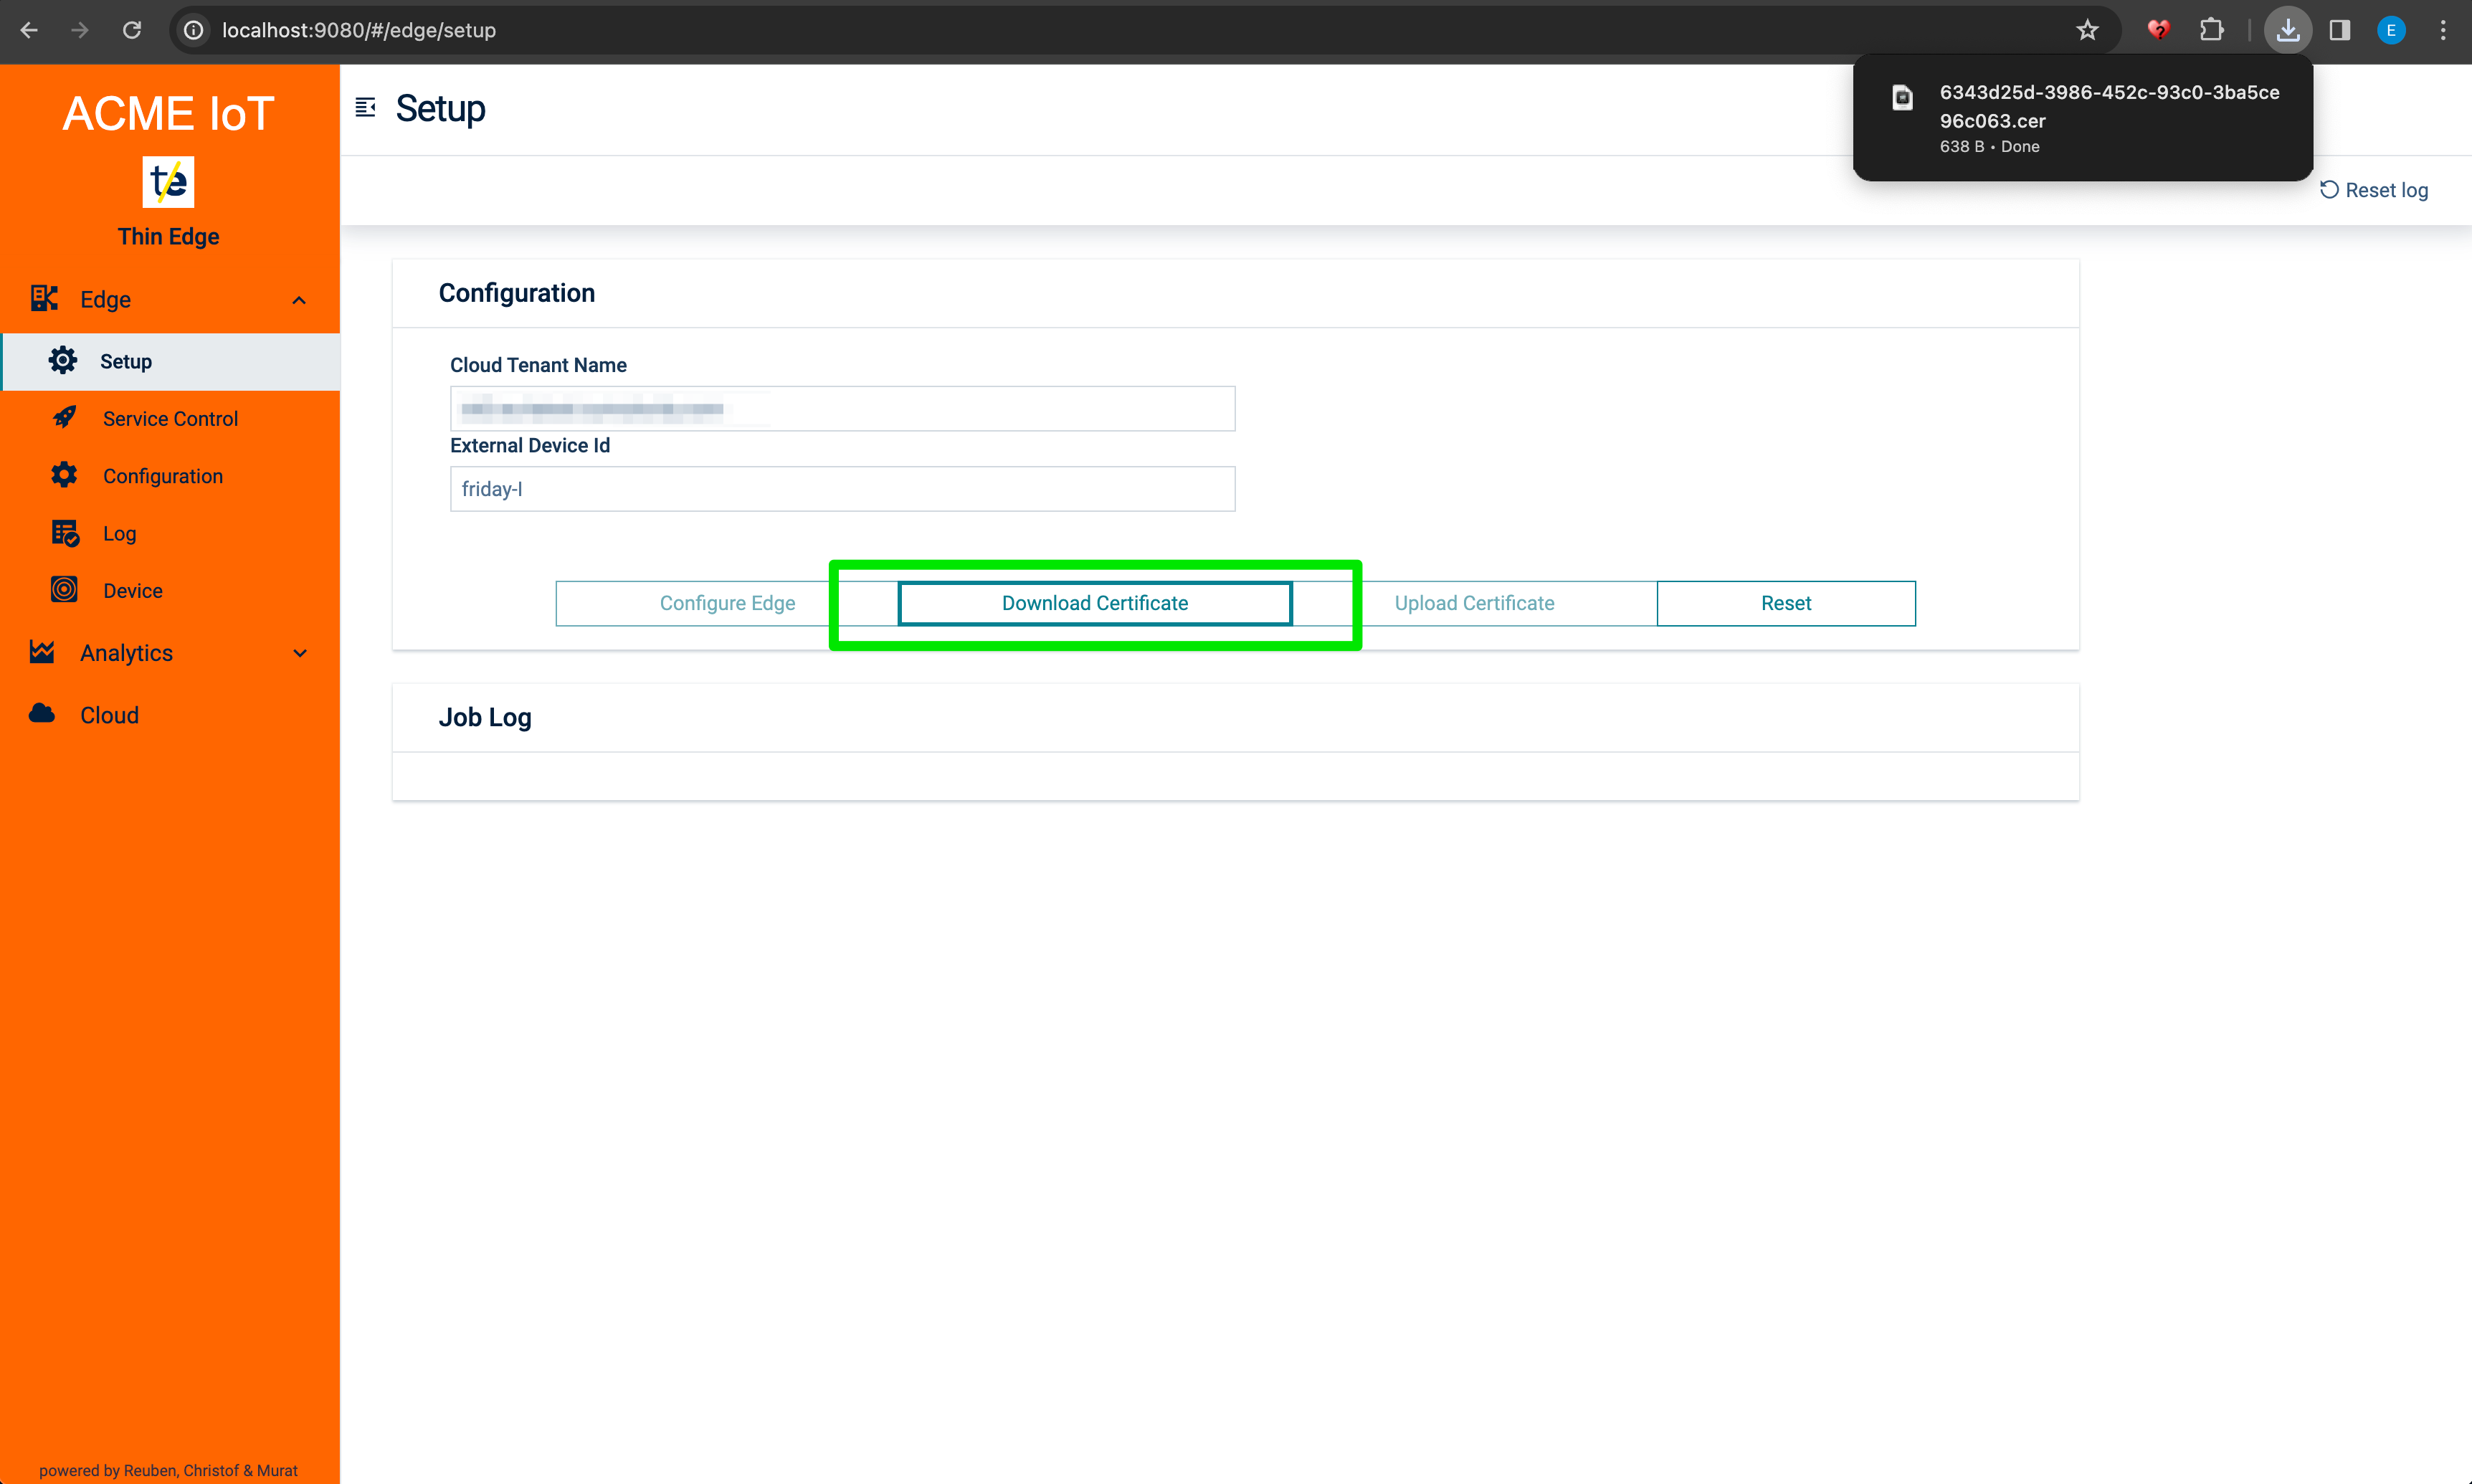 localhost:9080/#/edge/setup
E
6343d25d-3986-452c-93c0-3ba5ce
96c063.cer
638 B • Done
ACME IoT
te
Thin Edge
Edge
Setup
Service Control
Configuration
Log
Device
Analytics
Cloud
powered by Reuben, Christof & Murat
Setup
Reset log
Configuration
Cloud Tenant Name
External Device Id
friday-I
Configure Edge
Download Certificate
Upload Certificate
Reset
Job Log